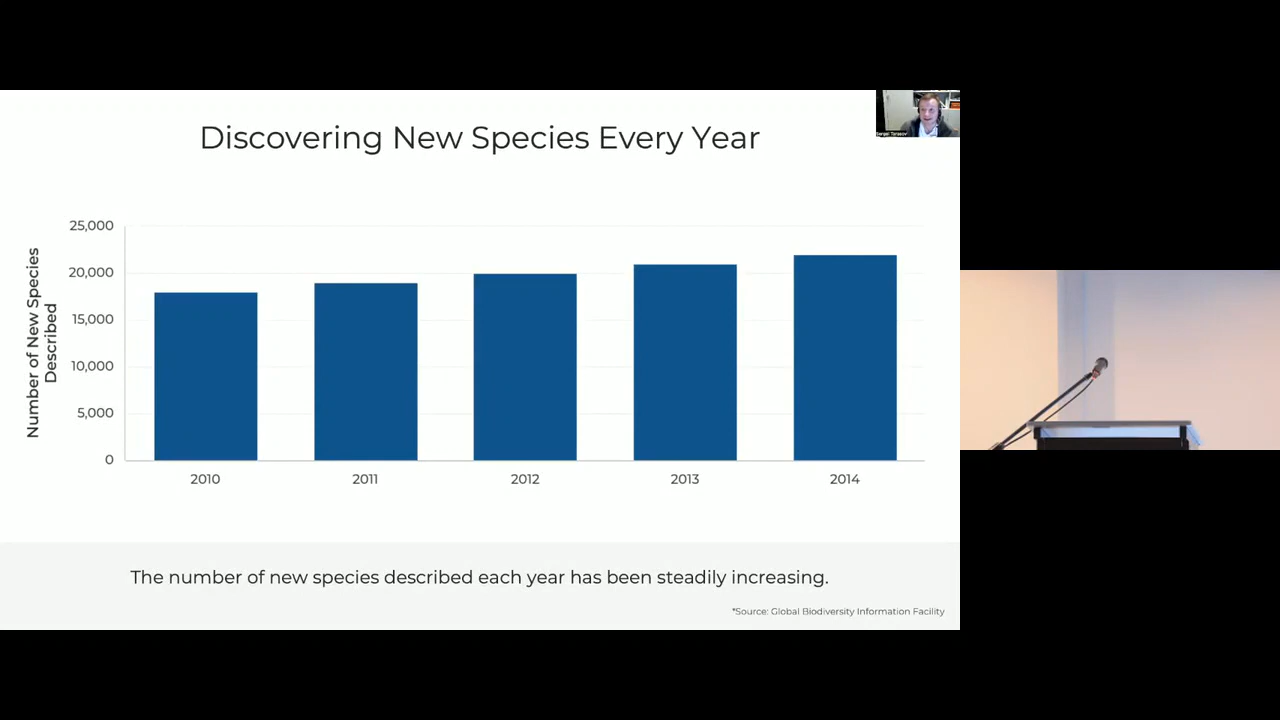 Discovering New Species Every Year
Number of New Species
Described
25,000
20,000
15,000
10,000
5,000
0
2010
2011
2012
2013
2014
The number of new species described each year has been steadily increasing.
*Source: Global Biodiversity Information Facility